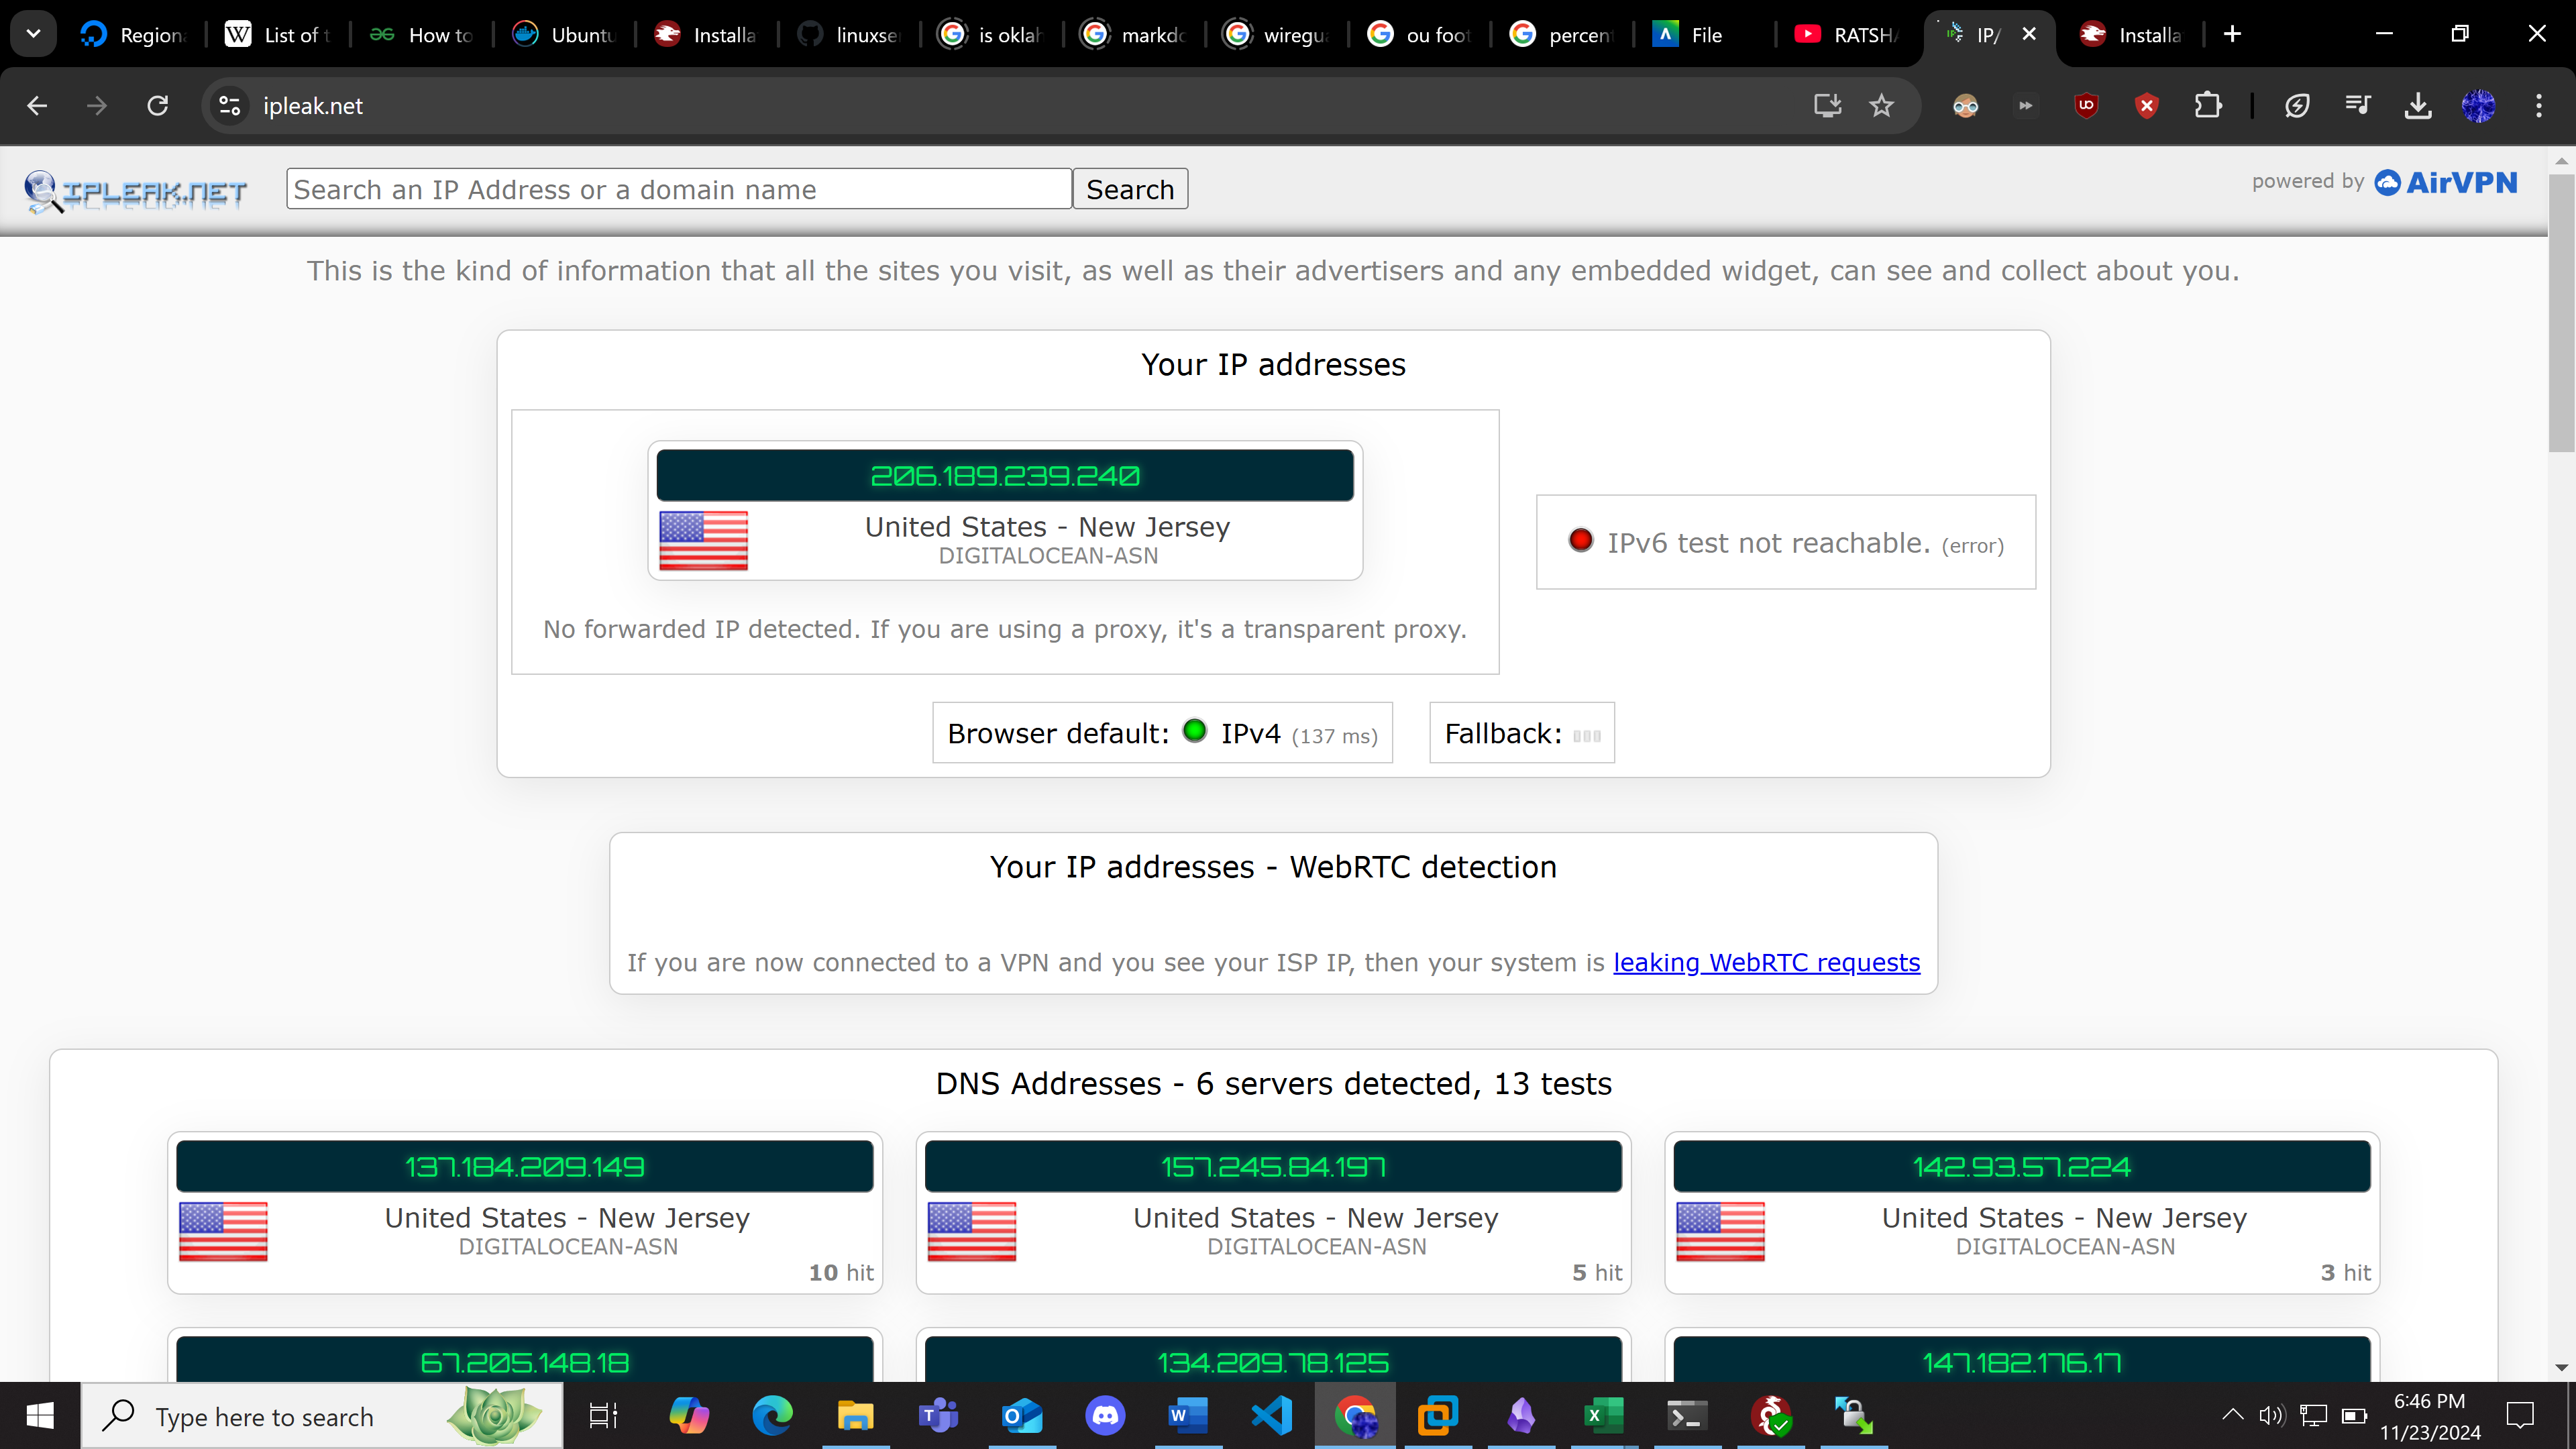 Regiona
List of t
How to
Ubuntu
Installa
linuxse
is oklah
markdo
wiregua
ou foot
percent
File
RATSHA
IP/
Installa
ipleak.net
IPLEAK.NET
Search an IP Address or a domain name
Search
powered by AirVPN
This is the kind of information that all the sites you visit, as well as their advertisers and any embedded widget, can see and collect about you.
Your IP addresses
206.189.239.240
United States - New Jersey
DIGITALOCEAN-ASN
No forwarded IP detected. If you are using a proxy, it's a transparent proxy.
IPv6 test not reachable. (error)
Browser default: IPv4 (137 ms)
Fallback:
Your IP addresses - WebRTC detection
If you are now connected to a VPN and you see your ISP IP, then your system is leaking WebRTC requests
DNS Addresses - 6 servers detected, 13 tests
137.184.209.149
United States - New Jersey
DIGITALOCEAN-ASN
10 hit
157.245.84.197
United States - New Jersey
DIGITALOCEAN-ASN
5 hit
142.93.57.224
United States - New Jersey
DIGITALOCEAN-ASN
3 hit
67.205.148.18
134.209.78.125
147.182.176.17
Type here to search
6:46 PM
11/23/2024